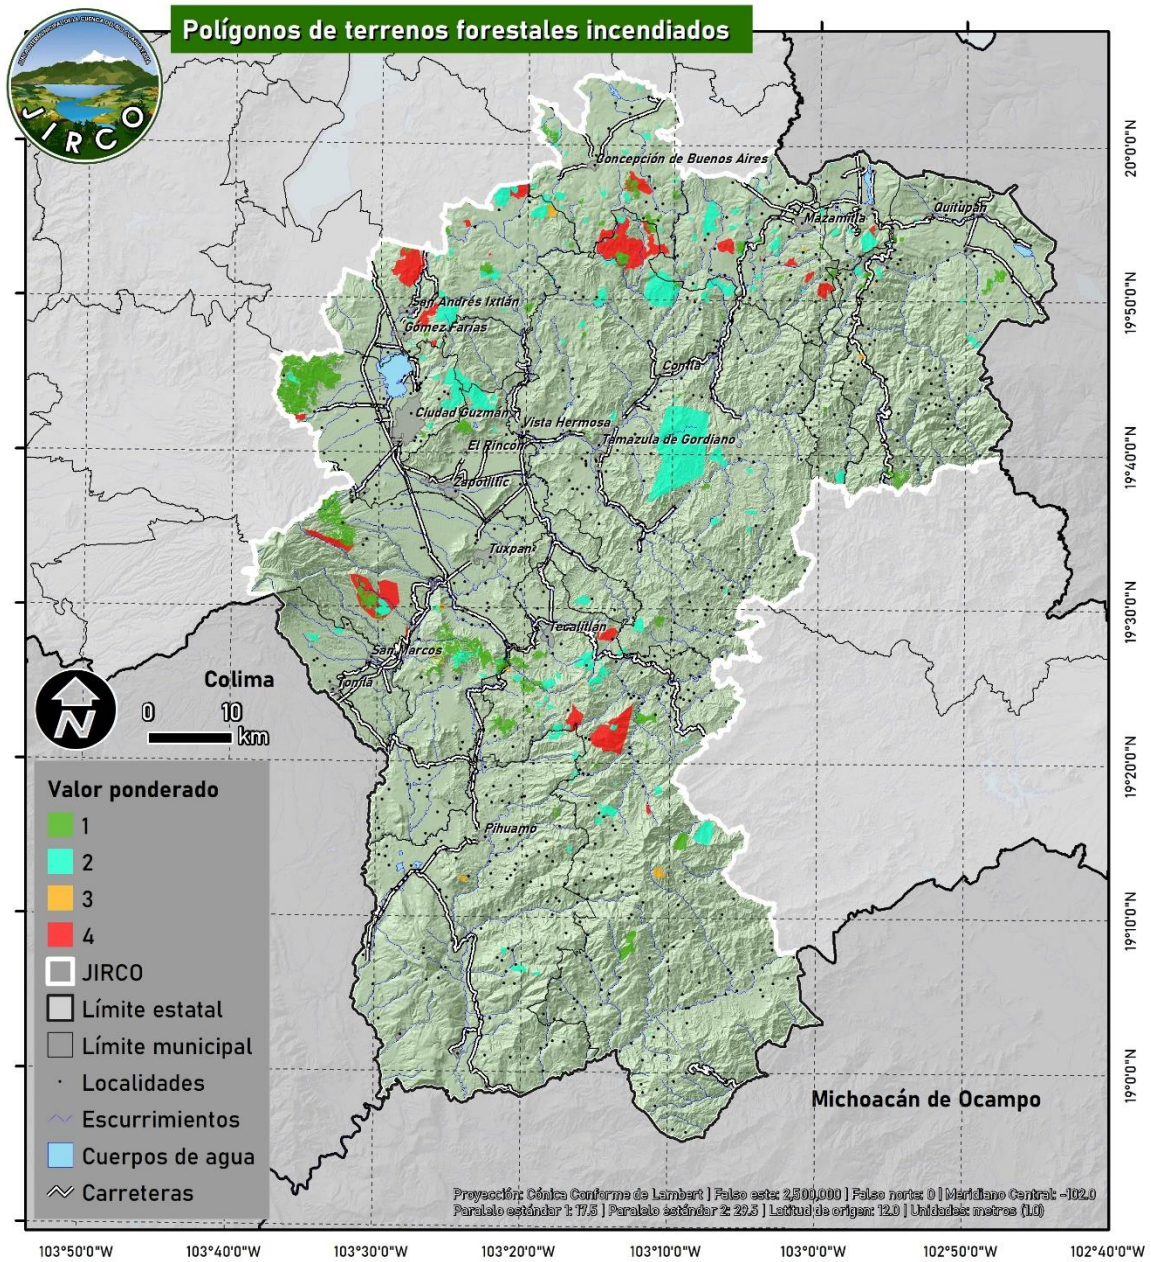 Polígonos de terrenos forestales incendiados
JIRCO
Concepción de Buenos Aires
Mazamitla
Quitupan
San Andrés Ixtlán
Gómez Farías
Contla
Ciudad Guzmán
Vista Hermosa
El Rincón
Tamazula de Gordiano
Zapotiltic
Tuxpan
Tecalitlán
San Marcos
Tonila
Pihuamo
Colima
Michoacán de Ocampo
N
0 10
km
Valor ponderado
1
2
3
4
JIRCO
Límite estatal
Límite municipal
Localidades
Escurrimientos
Cuerpos de agua
Carreteras
Proyección: Cónica Conforme de Lambert | Falso este: 2,500,000 | Falso norte: 0 | Meridiano Central: -102.0
Paralelo estándar 1: 17.5 | Paralelo estándar 2: 29.5 | Latitud de origen: 12.0 | Unidades: metros (1.0)
20°0'0"N
19°50'0"N
19°40'0"N
19°30'0"N
19°20'0"N
19°10'0"N
19°0'0"N
103°50'0"W 103°40'0"W 103°30'0"W 103°20'0"W 103°10'0"W 103°0'0"W 102°50'0"W 102°40'0"W